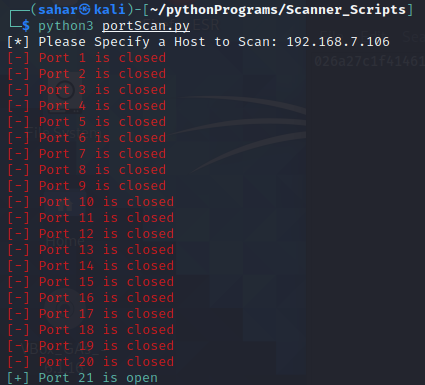 (sahar㉿kali)-[~/pythonPrograms/Scanner_Scripts]
$ python3 portScan.py
[*] Please Specify a Host to Scan: 192.168.7.106
[-] Port 1 is closed
[-] Port 2 is closed
[-] Port 3 is closed
[-] Port 4 is closed
[-] Port 5 is closed
[-] Port 6 is closed
[-] Port 7 is closed
[-] Port 8 is closed
[-] Port 9 is closed
[-] Port 10 is closed
[-] Port 11 is closed
[-] Port 12 is closed
[-] Port 13 is closed
[-] Port 14 is closed
[-] Port 15 is closed
[-] Port 16 is closed
[-] Port 17 is closed
[-] Port 18 is closed
[-] Port 19 is closed
[-] Port 20 is closed
[+] Port 21 is open